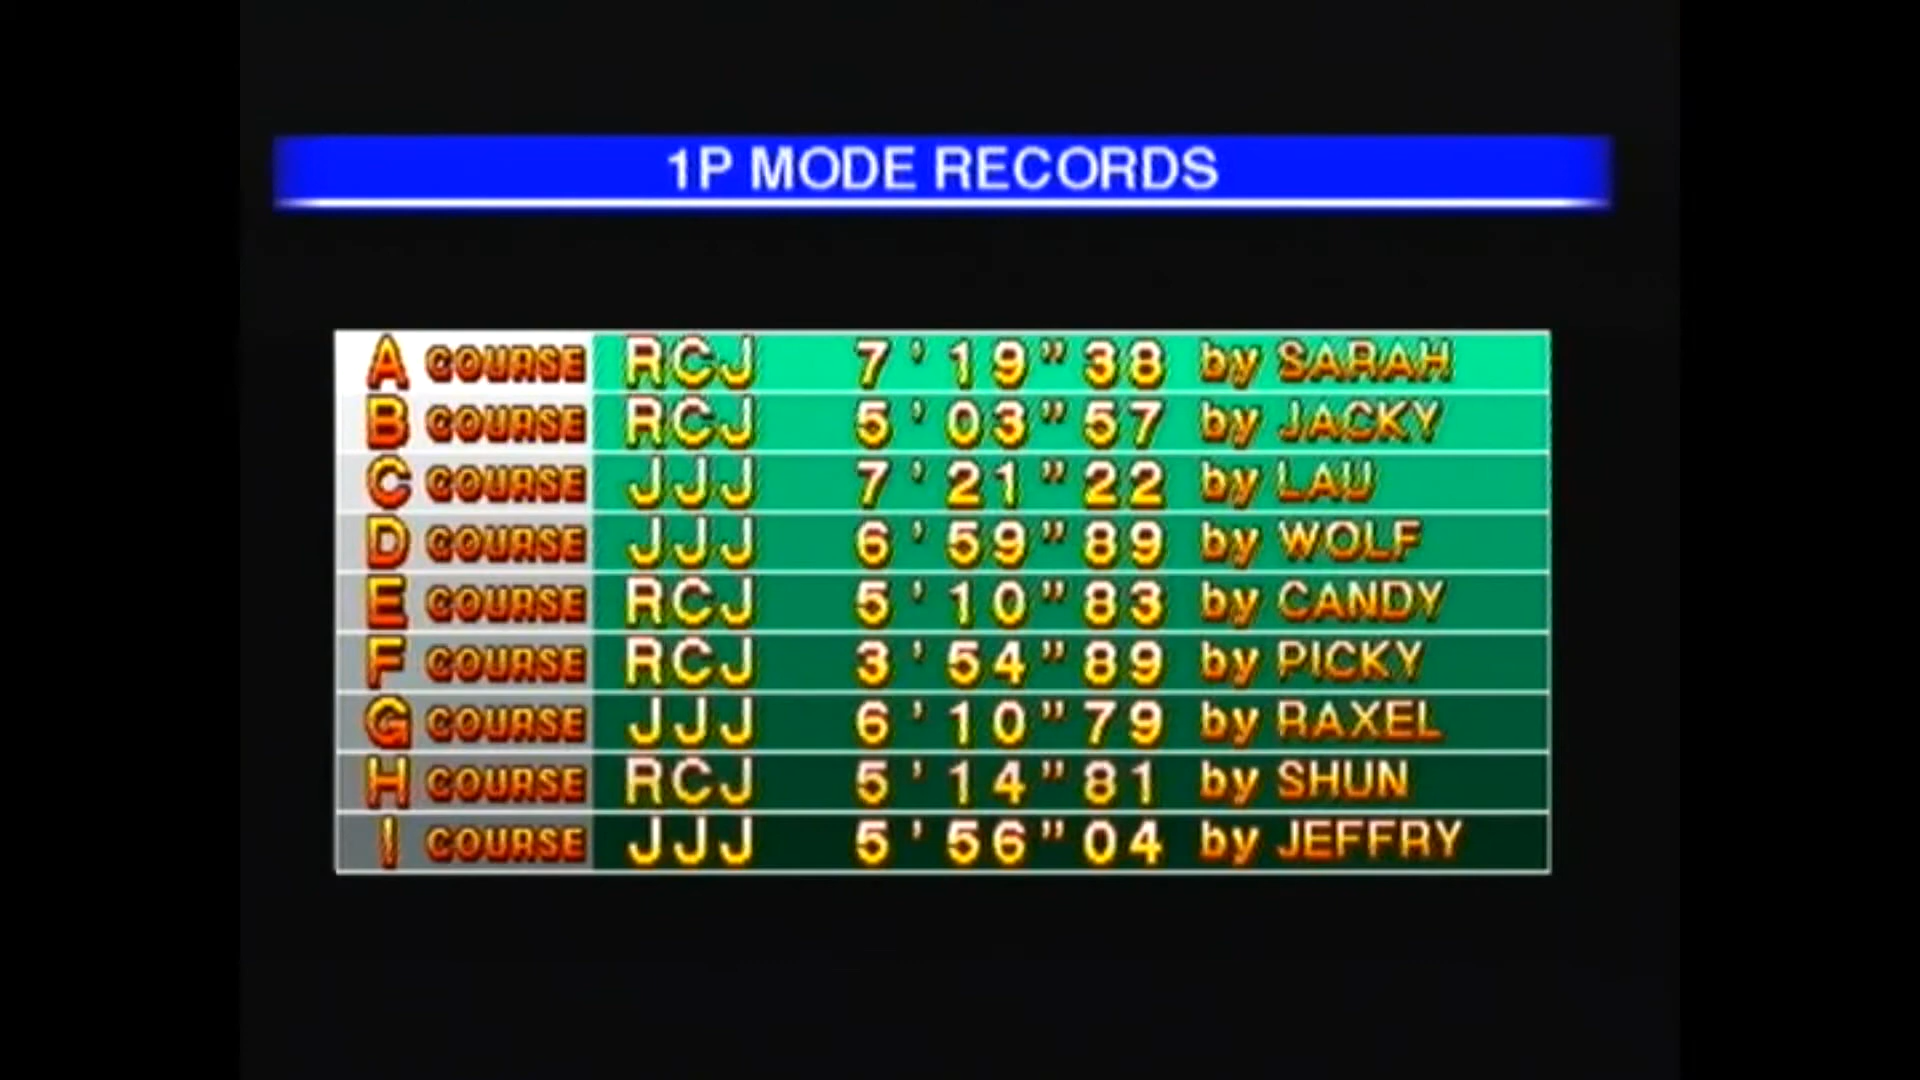 1P MODE RECORDS
A COURSE RCJ 7'19"38 by SARAH
B COURSE RCJ 5'03"57 by JACKY
C COURSE JJJ 7'21"22 by LAU
D COURSE JJJ 6'59"89 by WOLF
E COURSE RCJ 5'10"83 by CANDY
F COURSE RCJ 3'54"89 by PICKY
G COURSE JJJ 6'10"79 by RAXEL
H COURSE RCJ 5'14"81 by SHUN
I COURSE JJJ 5'56"04 by JEFFRY